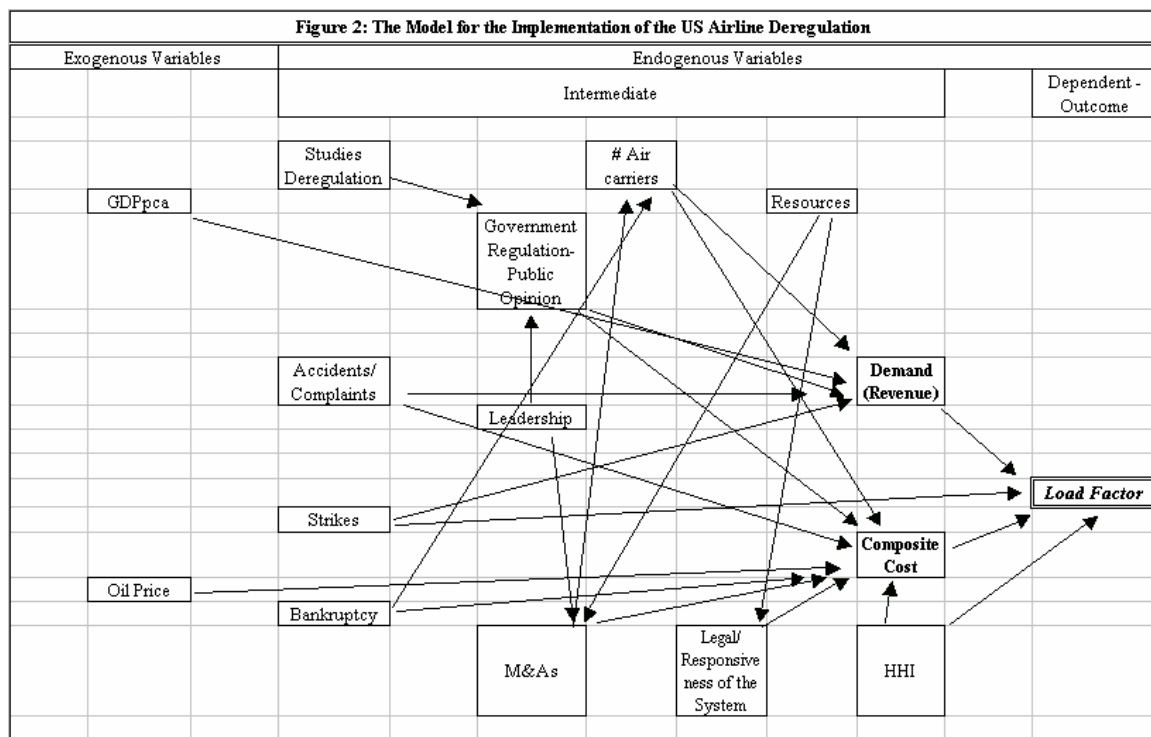 Figure 2: The Model for the Implementation of the US Airline Deregulation
Exogenous Variables
Endogenous Variables
Intermediate
Dependent -
Outcome
Studies
Deregulation
# Air
carriers
GDPpca
Resources
Government
Regulation-
Public
Opinion
Accidents/
Complaints
Demand
(Revenue)
Leadership
Load Factor
Strikes
Composite
Cost
Oil Price
Bankruptcy
M&As
Legal/
Responsive
ness of the
System
HHI